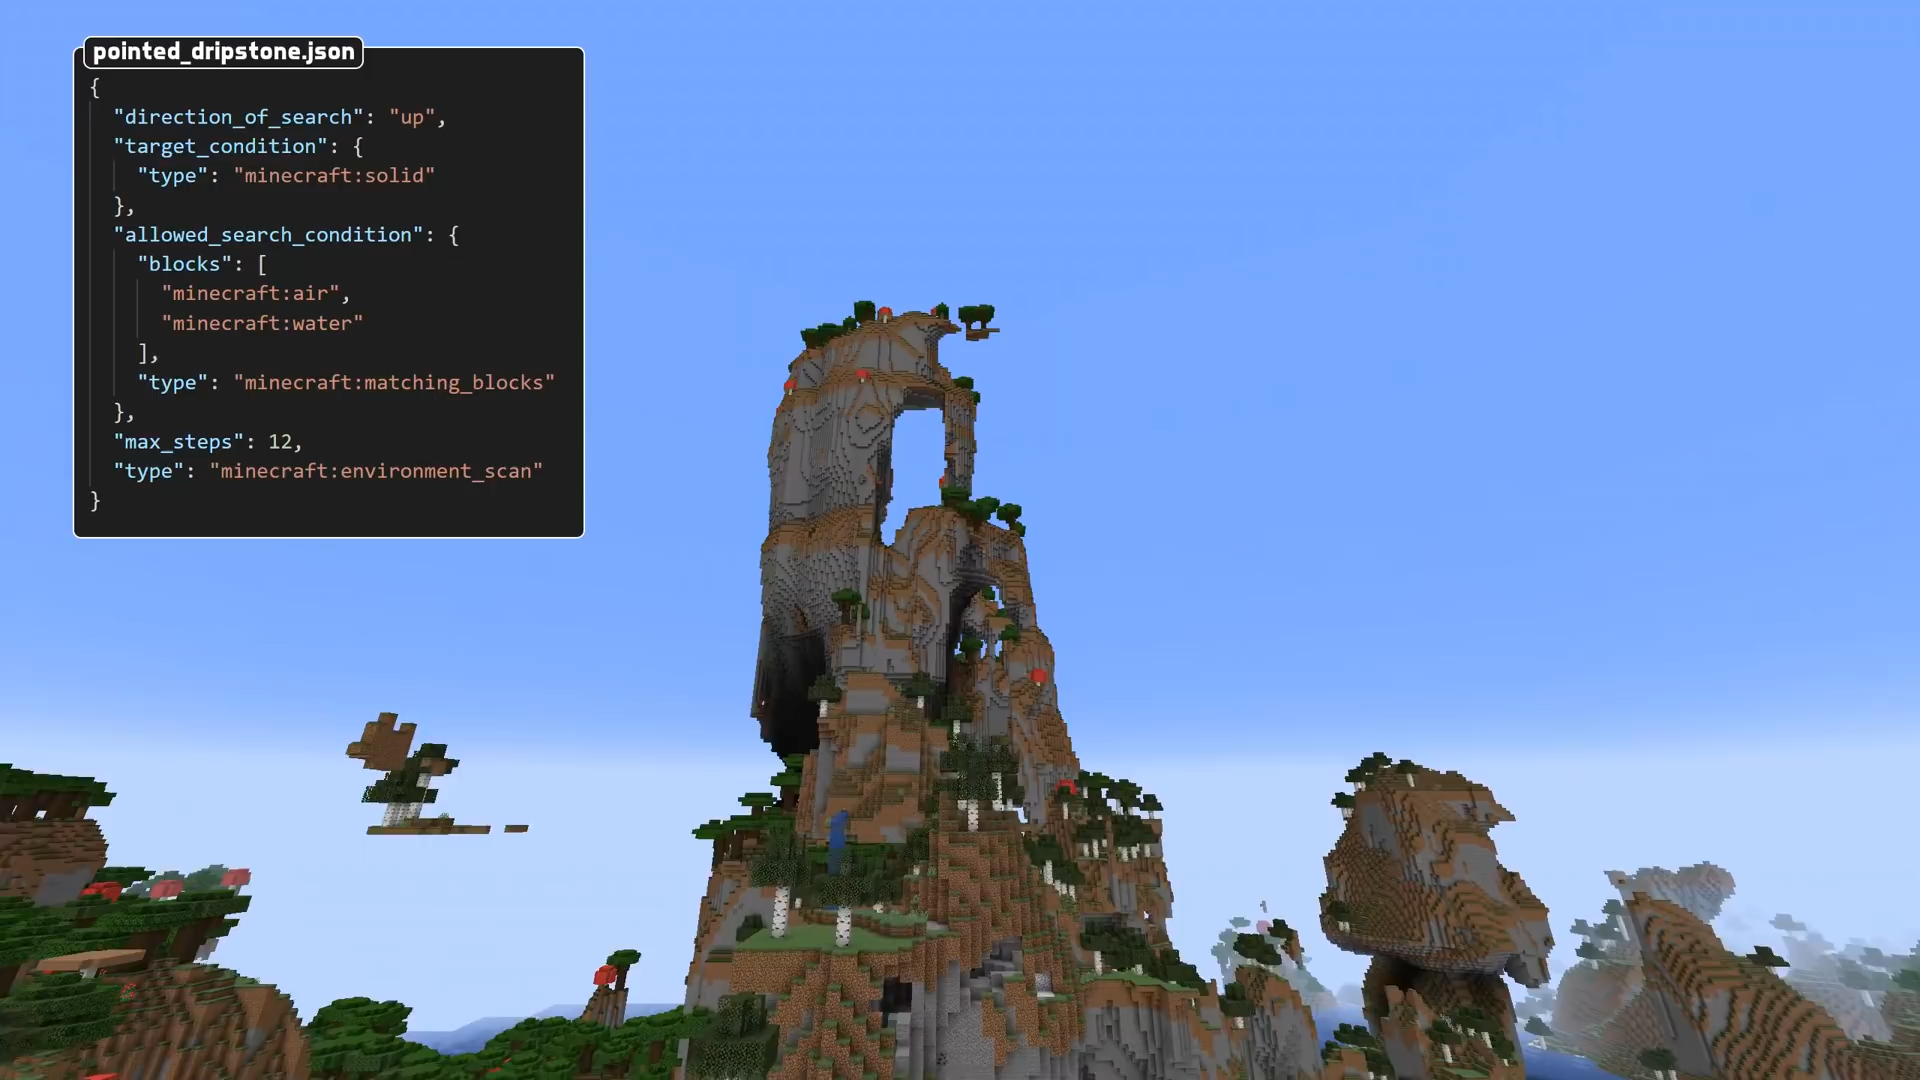 pointed_dripstone.json
{
"direction_of_search": "up",
"target_condition": {
"type": "minecraft:solid"
},
"allowed_search_condition": {
"blocks": [
"minecraft:air",
"minecraft:water"
],
"type": "minecraft:matching_blocks"
},
"max_steps": 12,
"type": "minecraft:environment_scan"
}